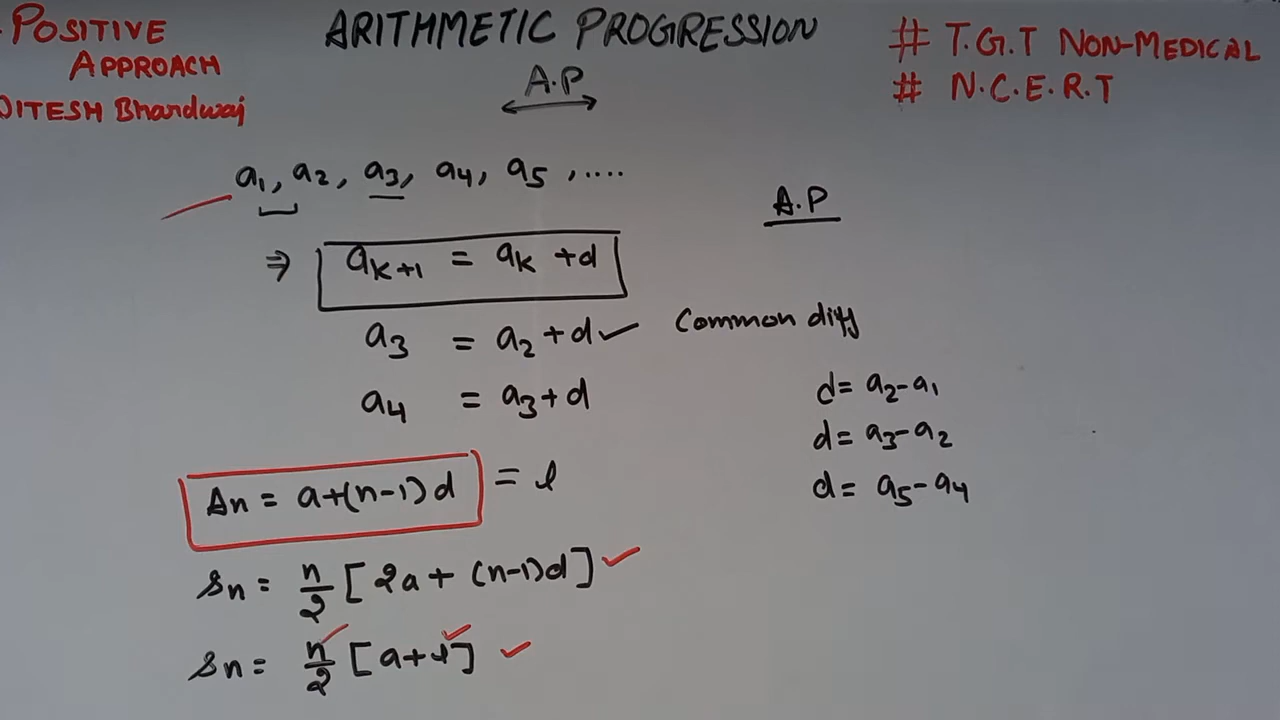 POSITIVE
APPROACH
JITESH Bhardwaj
ARITHMETIC PROGRESSION
A.P
# T.G.T NON-MEDICAL
# N.C.E.R.T
a₁, a₂, a₃, a₄, a₅, ....
A.P
⇒ aₖ₊₁ = aₖ + d
a₃ = a₂ + d ✓ Common diff
a₄ = a₃ + d
d = a₂ - a₁
d = a₃ - a₂
d = a₅ - a₄
An = a + (n-1) d = l
Sn = n/2 [2a + (n-1)d] ✓
Sn = n/2 [a + l] ✓